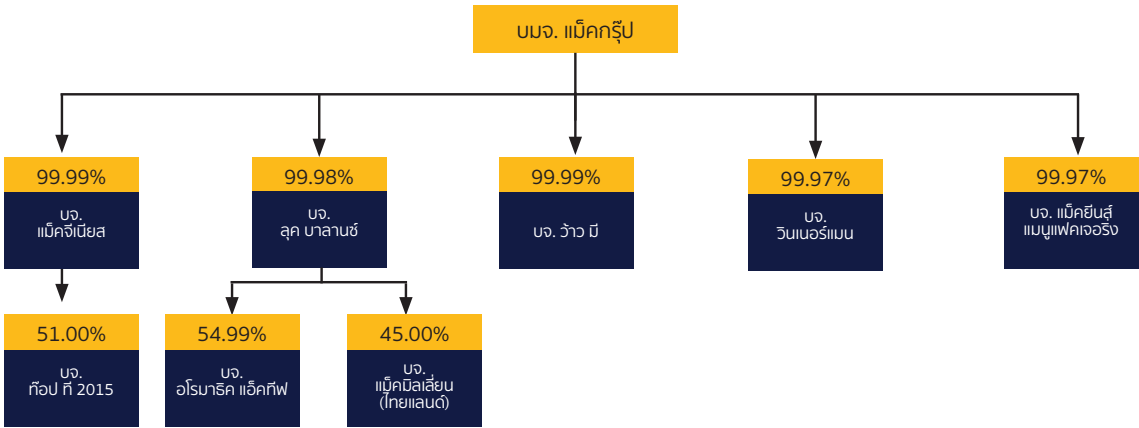 บมจ. แม็คกรุ๊ป
99.99%
บจ.
แม็คจีเนียส
99.98%
บจ.
ลุค บาลานซ์
99.99%
บจ. ว้าว มี
99.97%
บจ.
วินเนอร์แมน
99.97%
บจ. แม็คยีนส์
แมนูแฟคเจอริ่ง
51.00%
บจ.
ท๊อป ที 2015
54.99%
บจ.
อโรมาธิค แอ็คทีฟ
45.00%
บจ.
แม็คมิลเลี่ยน
(ไทยแลนด์)